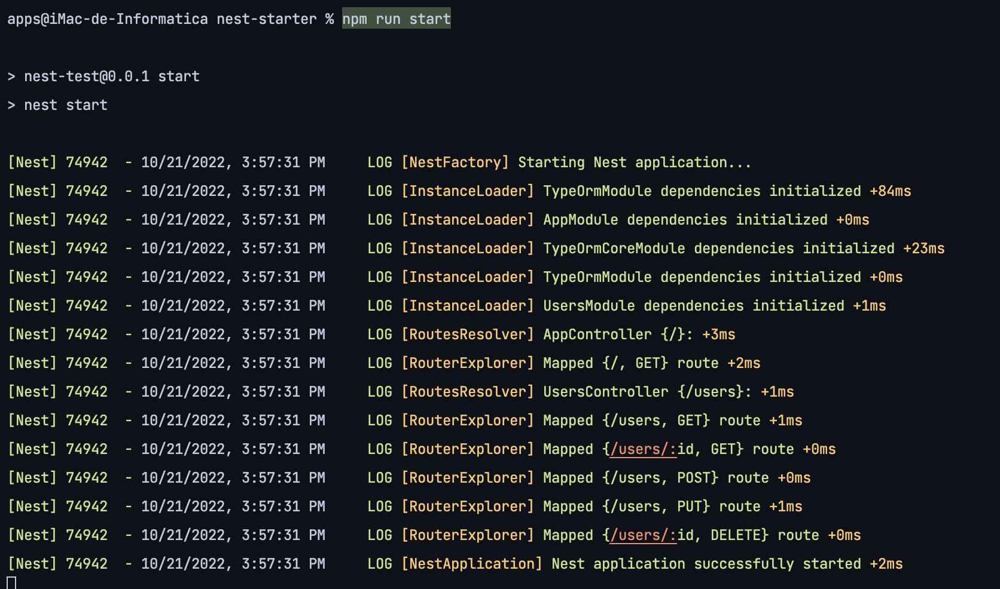 apps@iMac-de-Informatica nest-starter % npm run start
> nest-test@0.0.1 start
> nest start
[Nest] 74942  - 10/21/2022, 3:57:31 PM     LOG [NestFactory] Starting Nest application...
[Nest] 74942  - 10/21/2022, 3:57:31 PM     LOG [InstanceLoader] TypeOrmModule dependencies initialized +84ms
[Nest] 74942  - 10/21/2022, 3:57:31 PM     LOG [InstanceLoader] AppModule dependencies initialized +0ms
[Nest] 74942  - 10/21/2022, 3:57:31 PM     LOG [InstanceLoader] TypeOrmCoreModule dependencies initialized +23ms
[Nest] 74942  - 10/21/2022, 3:57:31 PM     LOG [InstanceLoader] TypeOrmModule dependencies initialized +0ms
[Nest] 74942  - 10/21/2022, 3:57:31 PM     LOG [InstanceLoader] UsersModule dependencies initialized +1ms
[Nest] 74942  - 10/21/2022, 3:57:31 PM     LOG [RoutesResolver] AppController {/}: +3ms
[Nest] 74942  - 10/21/2022, 3:57:31 PM     LOG [RouterExplorer] Mapped {/, GET} route +2ms
[Nest] 74942  - 10/21/2022, 3:57:31 PM     LOG [RoutesResolver] UsersController {/users}: +1ms
[Nest] 74942  - 10/21/2022, 3:57:31 PM     LOG [RouterExplorer] Mapped {/users, GET} route +1ms
[Nest] 74942  - 10/21/2022, 3:57:31 PM     LOG [RouterExplorer] Mapped {/users/:id, GET} route +0ms
[Nest] 74942  - 10/21/2022, 3:57:31 PM     LOG [RouterExplorer] Mapped {/users, POST} route +0ms
[Nest] 74942  - 10/21/2022, 3:57:31 PM     LOG [RouterExplorer] Mapped {/users, PUT} route +1ms
[Nest] 74942  - 10/21/2022, 3:57:31 PM     LOG [RouterExplorer] Mapped {/users/:id, DELETE} route +0ms
[Nest] 74942  - 10/21/2022, 3:57:31 PM     LOG [NestApplication] Nest application successfully started +2ms